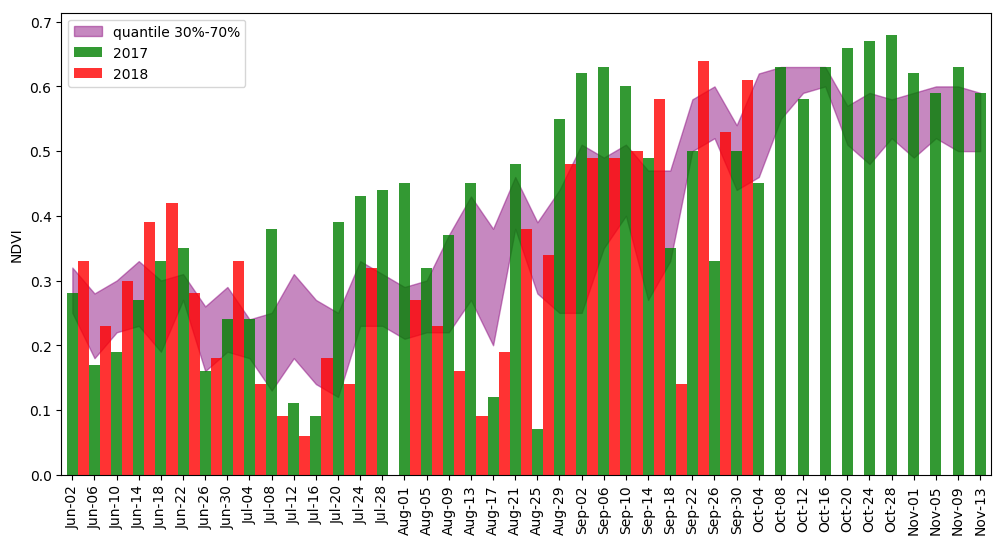 quantile 30%-70%
2017
2018
NDVI
0.7
0.6
0.5
0.4
0.3
0.2
0.1
0.0
Jun-02
Jun-06
Jun-10
Jun-14
Jun-18
Jun-22
Jun-26
Jun-30
Jul-04
Jul-08
Jul-12
Jul-16
Jul-20
Jul-24
Jul-28
Aug-01
Aug-05
Aug-09
Aug-13
Aug-17
Aug-21
Aug-25
Aug-29
Sep-02
Sep-06
Sep-10
Sep-14
Sep-18
Sep-22
Sep-26
Sep-30
Oct-04
Oct-08
Oct-12
Oct-16
Oct-20
Oct-24
Oct-28
Nov-01
Nov-05
Nov-09
Nov-13